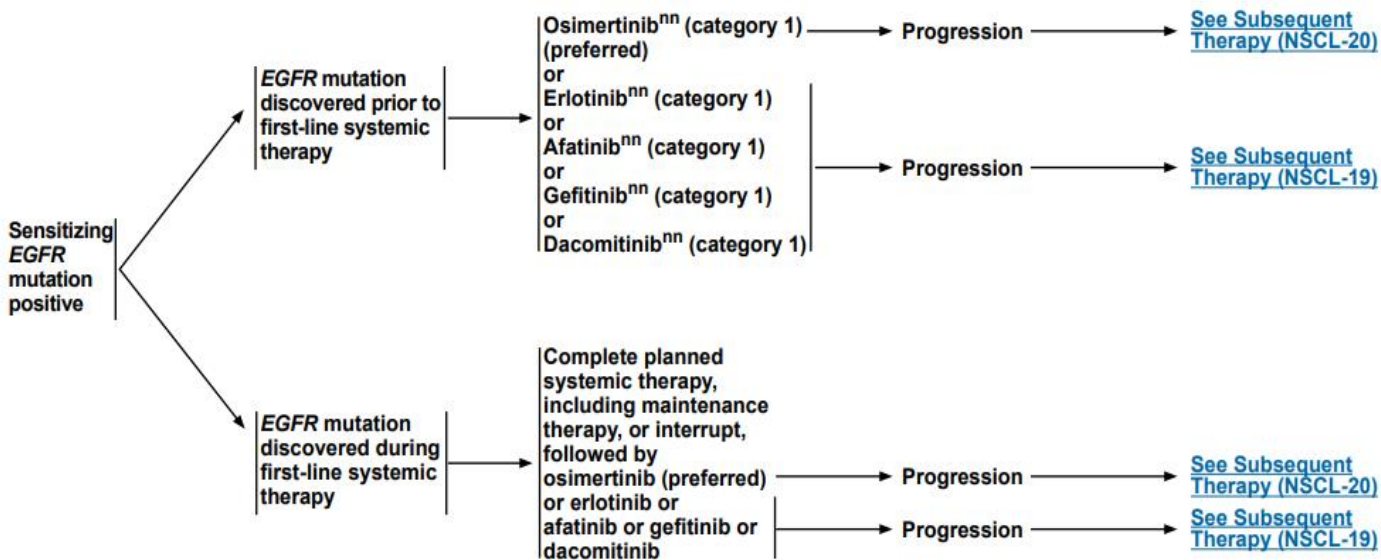 Sensitizing
EGFR
mutation
positive
EGFR mutation
discovered prior to
first-line systemic
therapy
Osimertinibⁿⁿ (category 1)
(preferred)
or
Erlotinibⁿⁿ (category 1)
or
Afatinibⁿⁿ (category 1)
or
Gefitinibⁿⁿ (category 1)
or
Dacomitinibⁿⁿ (category 1)
Progression
See Subsequent
Therapy (NSCL-20)
Progression
See Subsequent
Therapy (NSCL-19)
EGFR mutation
discovered during
first-line systemic
therapy
Complete planned
systemic therapy,
including maintenance
therapy, or interrupt,
followed by
osimertinib (preferred)
or erlotinib or
afatinib or gefitinib or
dacomitinib
Progression
See Subsequent
Therapy (NSCL-20)
Progression
See Subsequent
Therapy (NSCL-19)